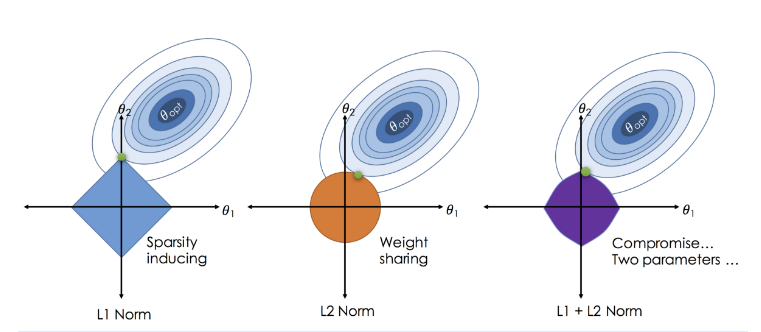 θ2
θopt
θ1
Sparsity
inducing
L1 Norm
θ2
θopt
θ1
Weight
sharing
L2 Norm
θ2
θopt
θ1
Compromise...
Two parameters ...
L1 + L2 Norm